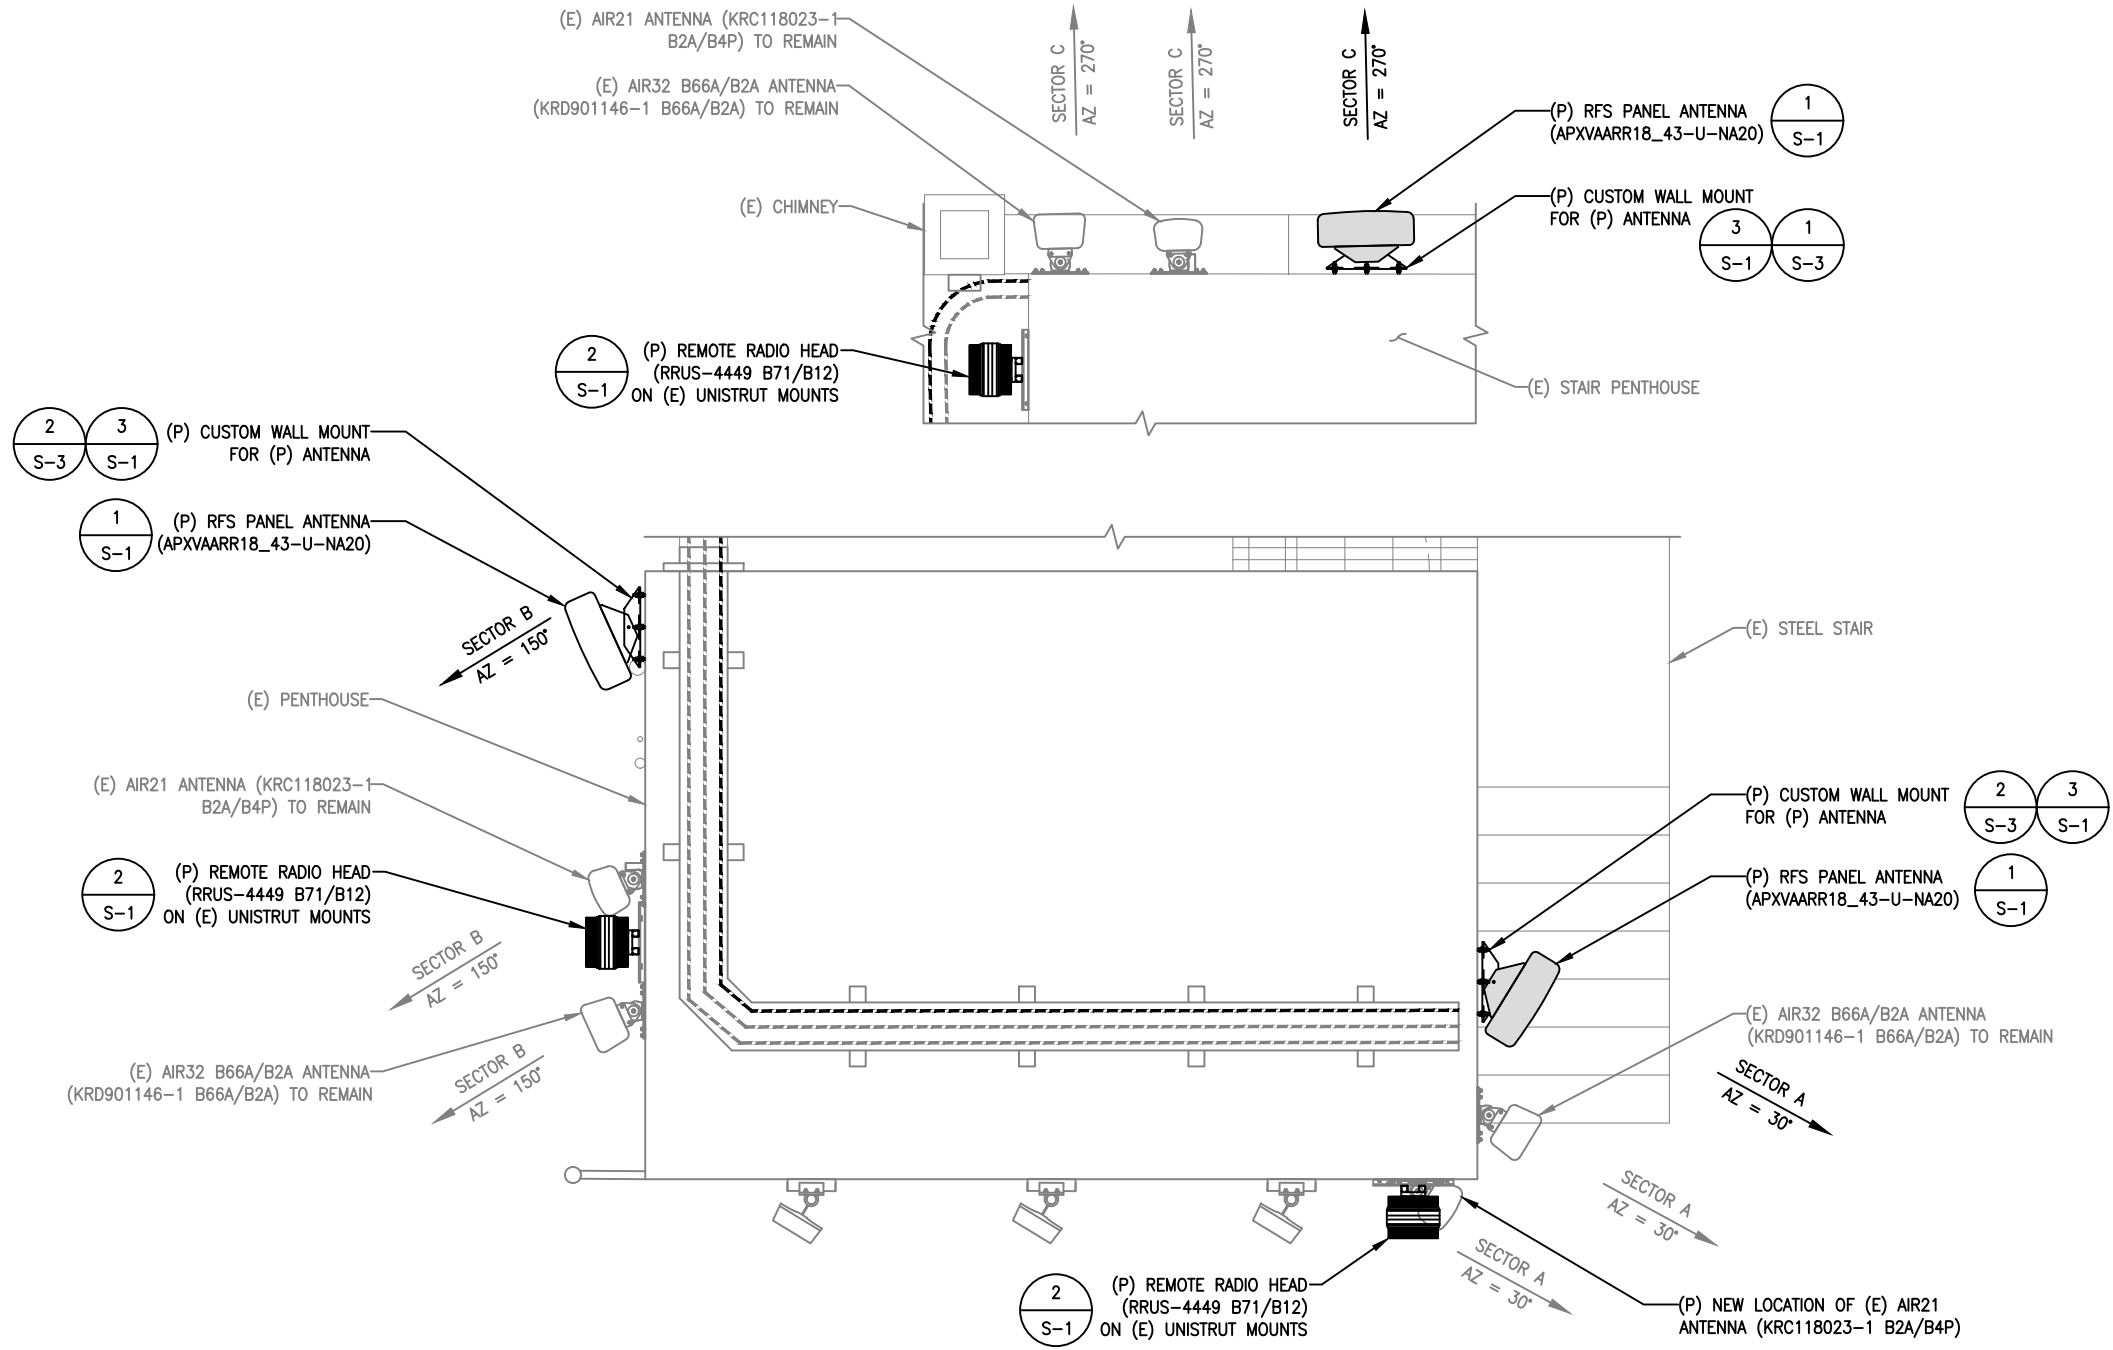 (E) AIR21 ANTENNA (KRC118023-1
B2A/B4P) TO REMAIN
(E) AIR32 B66A/B2A ANTENNA
(KRD901146-1 B66A/B2A) TO REMAIN
SECTOR C
AZ = 270°
SECTOR C
AZ = 270°
SECTOR C
AZ = 270°
(P) RFS PANEL ANTENNA
(APXVAARR18_43-U-NA20)
1
S-1
(P) CUSTOM WALL MOUNT
FOR (P) ANTENNA
3
S-1
1
S-3
(E) CHIMNEY
2
S-1
(P) REMOTE RADIO HEAD
(RRUS-4449 B71/B12)
ON (E) UNISTRUT MOUNTS
(E) STAIR PENTHOUSE
2
S-3
3
S-1
(P) CUSTOM WALL MOUNT
FOR (P) ANTENNA
1
S-1
(P) RFS PANEL ANTENNA
(APXVAARR18_43-U-NA20)
SECTOR B
AZ = 150°
(E) STEEL STAIR
(E) PENTHOUSE
(E) AIR21 ANTENNA (KRC118023-1
B2A/B4P) TO REMAIN
(P) CUSTOM WALL MOUNT
FOR (P) ANTENNA
2
S-3
3
S-1
2
S-1
(P) REMOTE RADIO HEAD
(RRUS-4449 B71/B12)
ON (E) UNISTRUT MOUNTS
(P) RFS PANEL ANTENNA
(APXVAARR18_43-U-NA20)
1
S-1
SECTOR B
AZ = 150°
(E) AIR32 B66A/B2A ANTENNA
(KRD901146-1 B66A/B2A) TO REMAIN
SECTOR B
AZ = 150°
(E) AIR32 B66A/B2A ANTENNA
(KRD901146-1 B66A/B2A) TO REMAIN
SECTOR A
AZ = 30°
SECTOR A
AZ = 30°
SECTOR A
AZ = 30°
2
S-1
(P) REMOTE RADIO HEAD
(RRUS-4449 B71/B12)
ON (E) UNISTRUT MOUNTS
(P) NEW LOCATION OF (E) AIR21
ANTENNA (KRC118023-1 B2A/B4P)